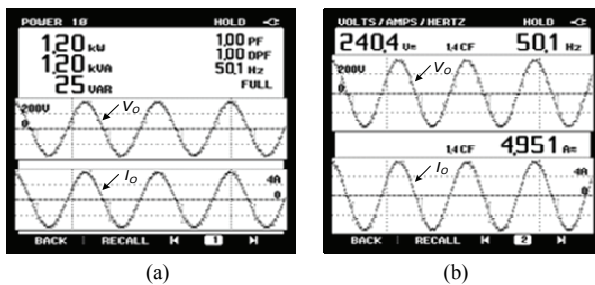 POWER 1Ø HOLD
1,20 kW 1,00 PF
1,20 kVA 1,00 DPF
25 VAR 50,1 Hz
FULL
200V
0
Vo
Io
4A
0
BACK RECALL 1
(a)
VOLTS/AMPS/HERTZ HOLD
240,4 V 1,4 CF 50,1 Hz
200V
0
Vo
1,4 CF 4,951 A
Io
4A
0
BACK RECALL 2
(b)